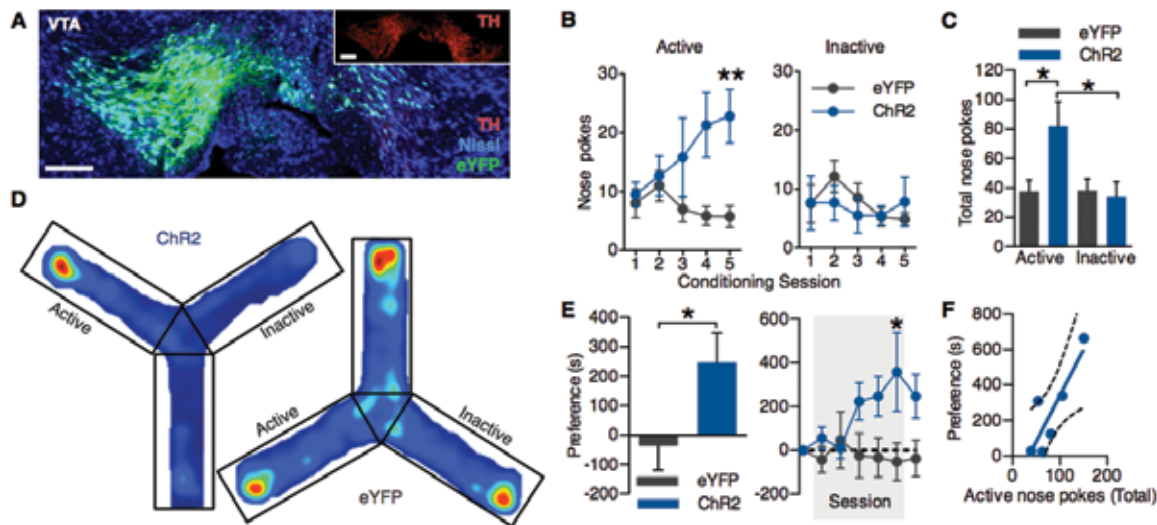 A
VTA
TH
TH
Nissl
eYFP
B
Active
Inactive
Nose pokes
30
20
10
0
**
1 2 3 4 5
30
20
10
0
eYFP
ChR2
1 2 3 4 5
Conditioning Session
C
eYFP
ChR2
Total nose pokes
120
100
80
60
40
20
0
*
*
Active
Inactive
D
ChR2
Active
Inactive
Active
Inactive
eYFP
E
Preference (s)
400
300
200
100
0
-100
-200
*
eYFP
ChR2
600
400
200
0
-200
*
Session
F
Preference (s)
800
600
400
200
0
0 50 100 150 200
Active nose pokes (Total)